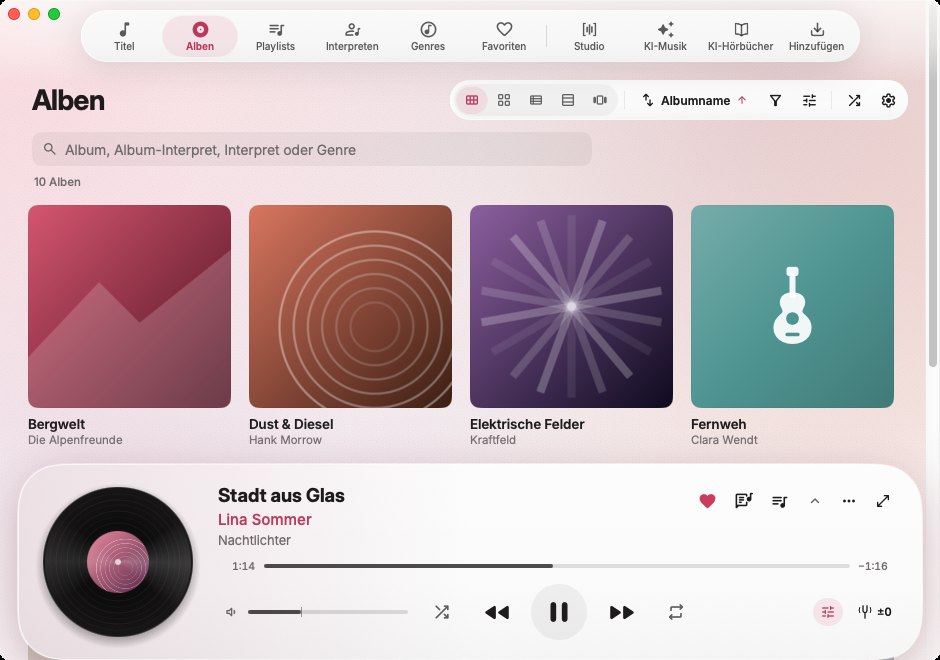 Titel
Alben
Playlists
Interpreten
Genres
Favoriten
Studio
KI-Musik
KI-Hörbücher
Hinzufügen
Alben
Albumname
Album, Album-Interpret, Interpret oder Genre
10 Alben
Bergwelt
Die Alpenfreunde
Dust & Diesel
Hank Morrow
Elektrische Felder
Kraftfeld
Fernweh
Clara Wendt
Stadt aus Glas
Lina Sommer
Nachtlichter
1:14
−1:16
±0